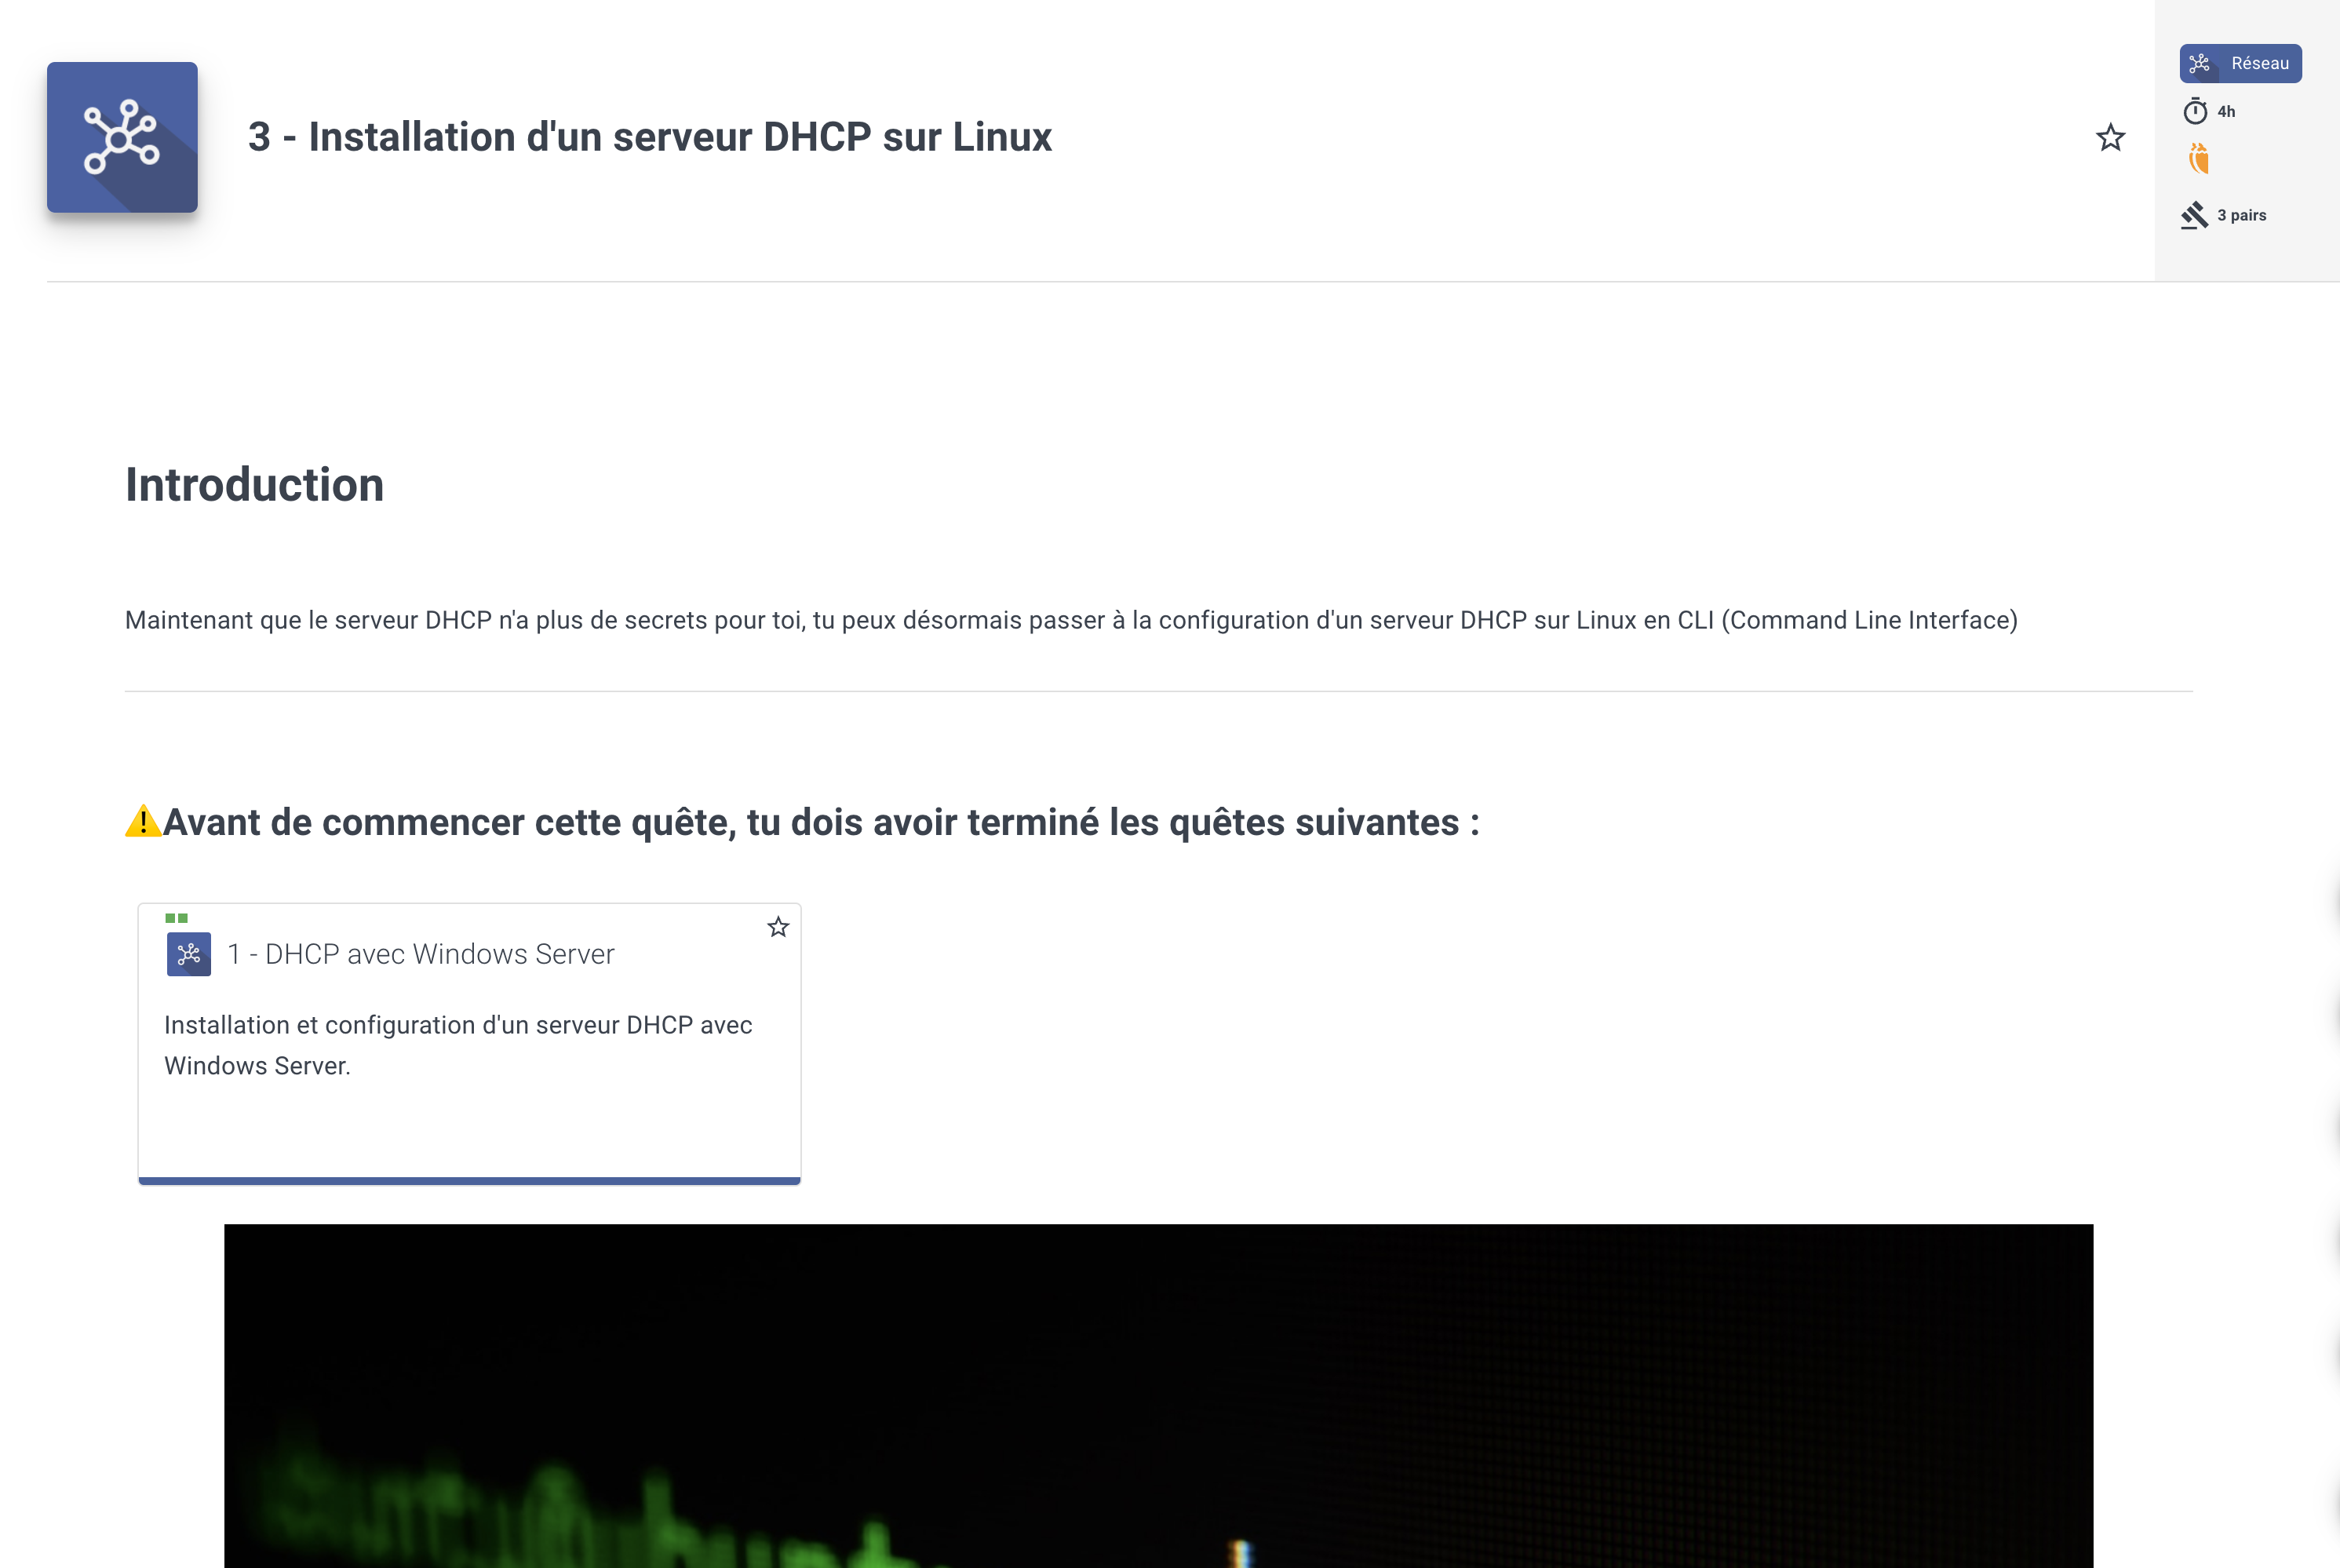 3 - Installation d'un serveur DHCP sur Linux
Réseau
4h
3 pairs
Introduction
Maintenant que le serveur DHCP n'a plus de secrets pour toi, tu peux désormais passer à la configuration d'un serveur DHCP sur Linux en CLI (Command Line Interface)
⚠️Avant de commencer cette quête, tu dois avoir terminé les quêtes suivantes :
1 - DHCP avec Windows Server
Installation et configuration d'un serveur DHCP avec
Windows Server.